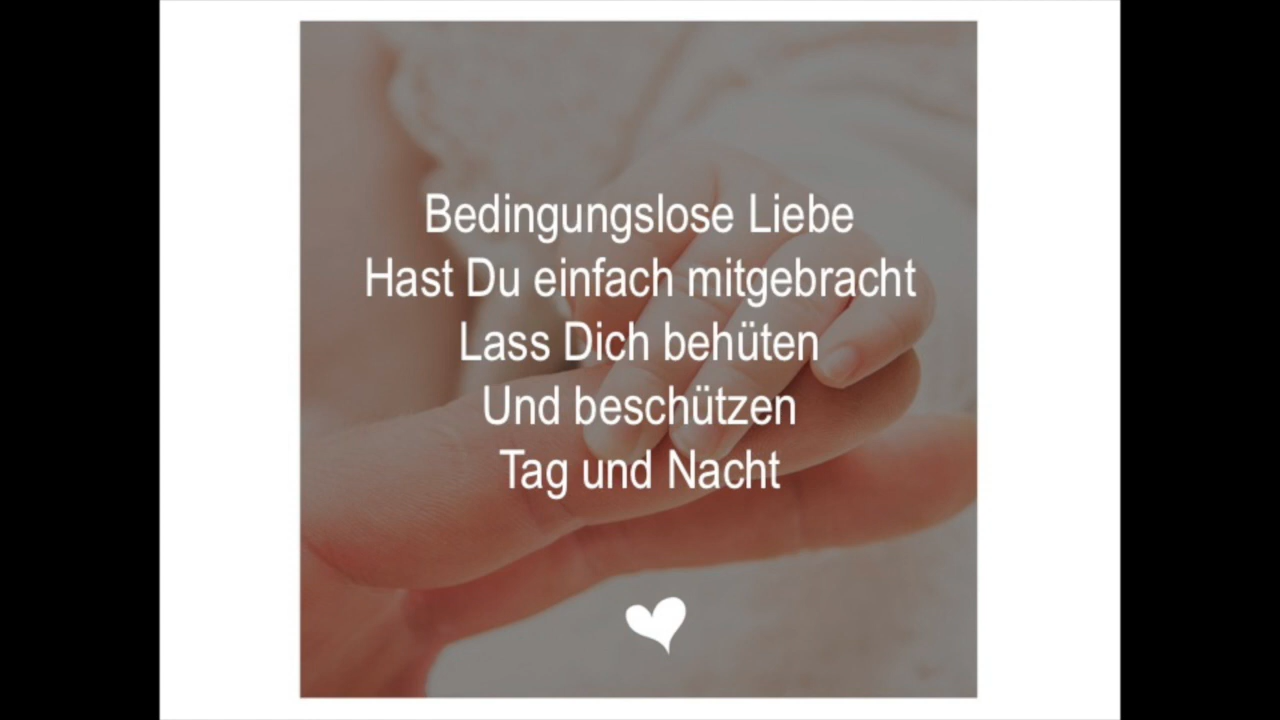 Bedingungslose Liebe
Hast Du einfach mitgebracht
Lass Dich behüten
Und beschützen
Tag und Nacht